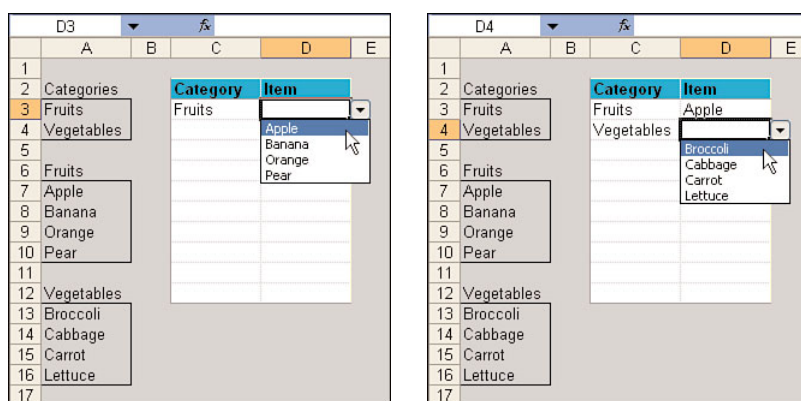 D3 fx
A B C D E
1
2 Categories Category Item
3 Fruits Fruits
4 Vegetables Apple
5 Banana
6 Fruits Orange
7 Apple Pear
8 Banana
9 Orange
10 Pear
11
12 Vegetables
13 Broccoli
14 Cabbage
15 Carrot
16 Lettuce
17
D4 fx
A B C D E
1
2 Categories Category Item
3 Fruits Fruits Apple
4 Vegetables Vegetables
5 Broccoli
6 Fruits Cabbage
7 Apple Carrot
8 Banana Lettuce
9 Orange
10 Pear
11
12 Vegetables
13 Broccoli
14 Cabbage
15 Carrot
16 Lettuce
17